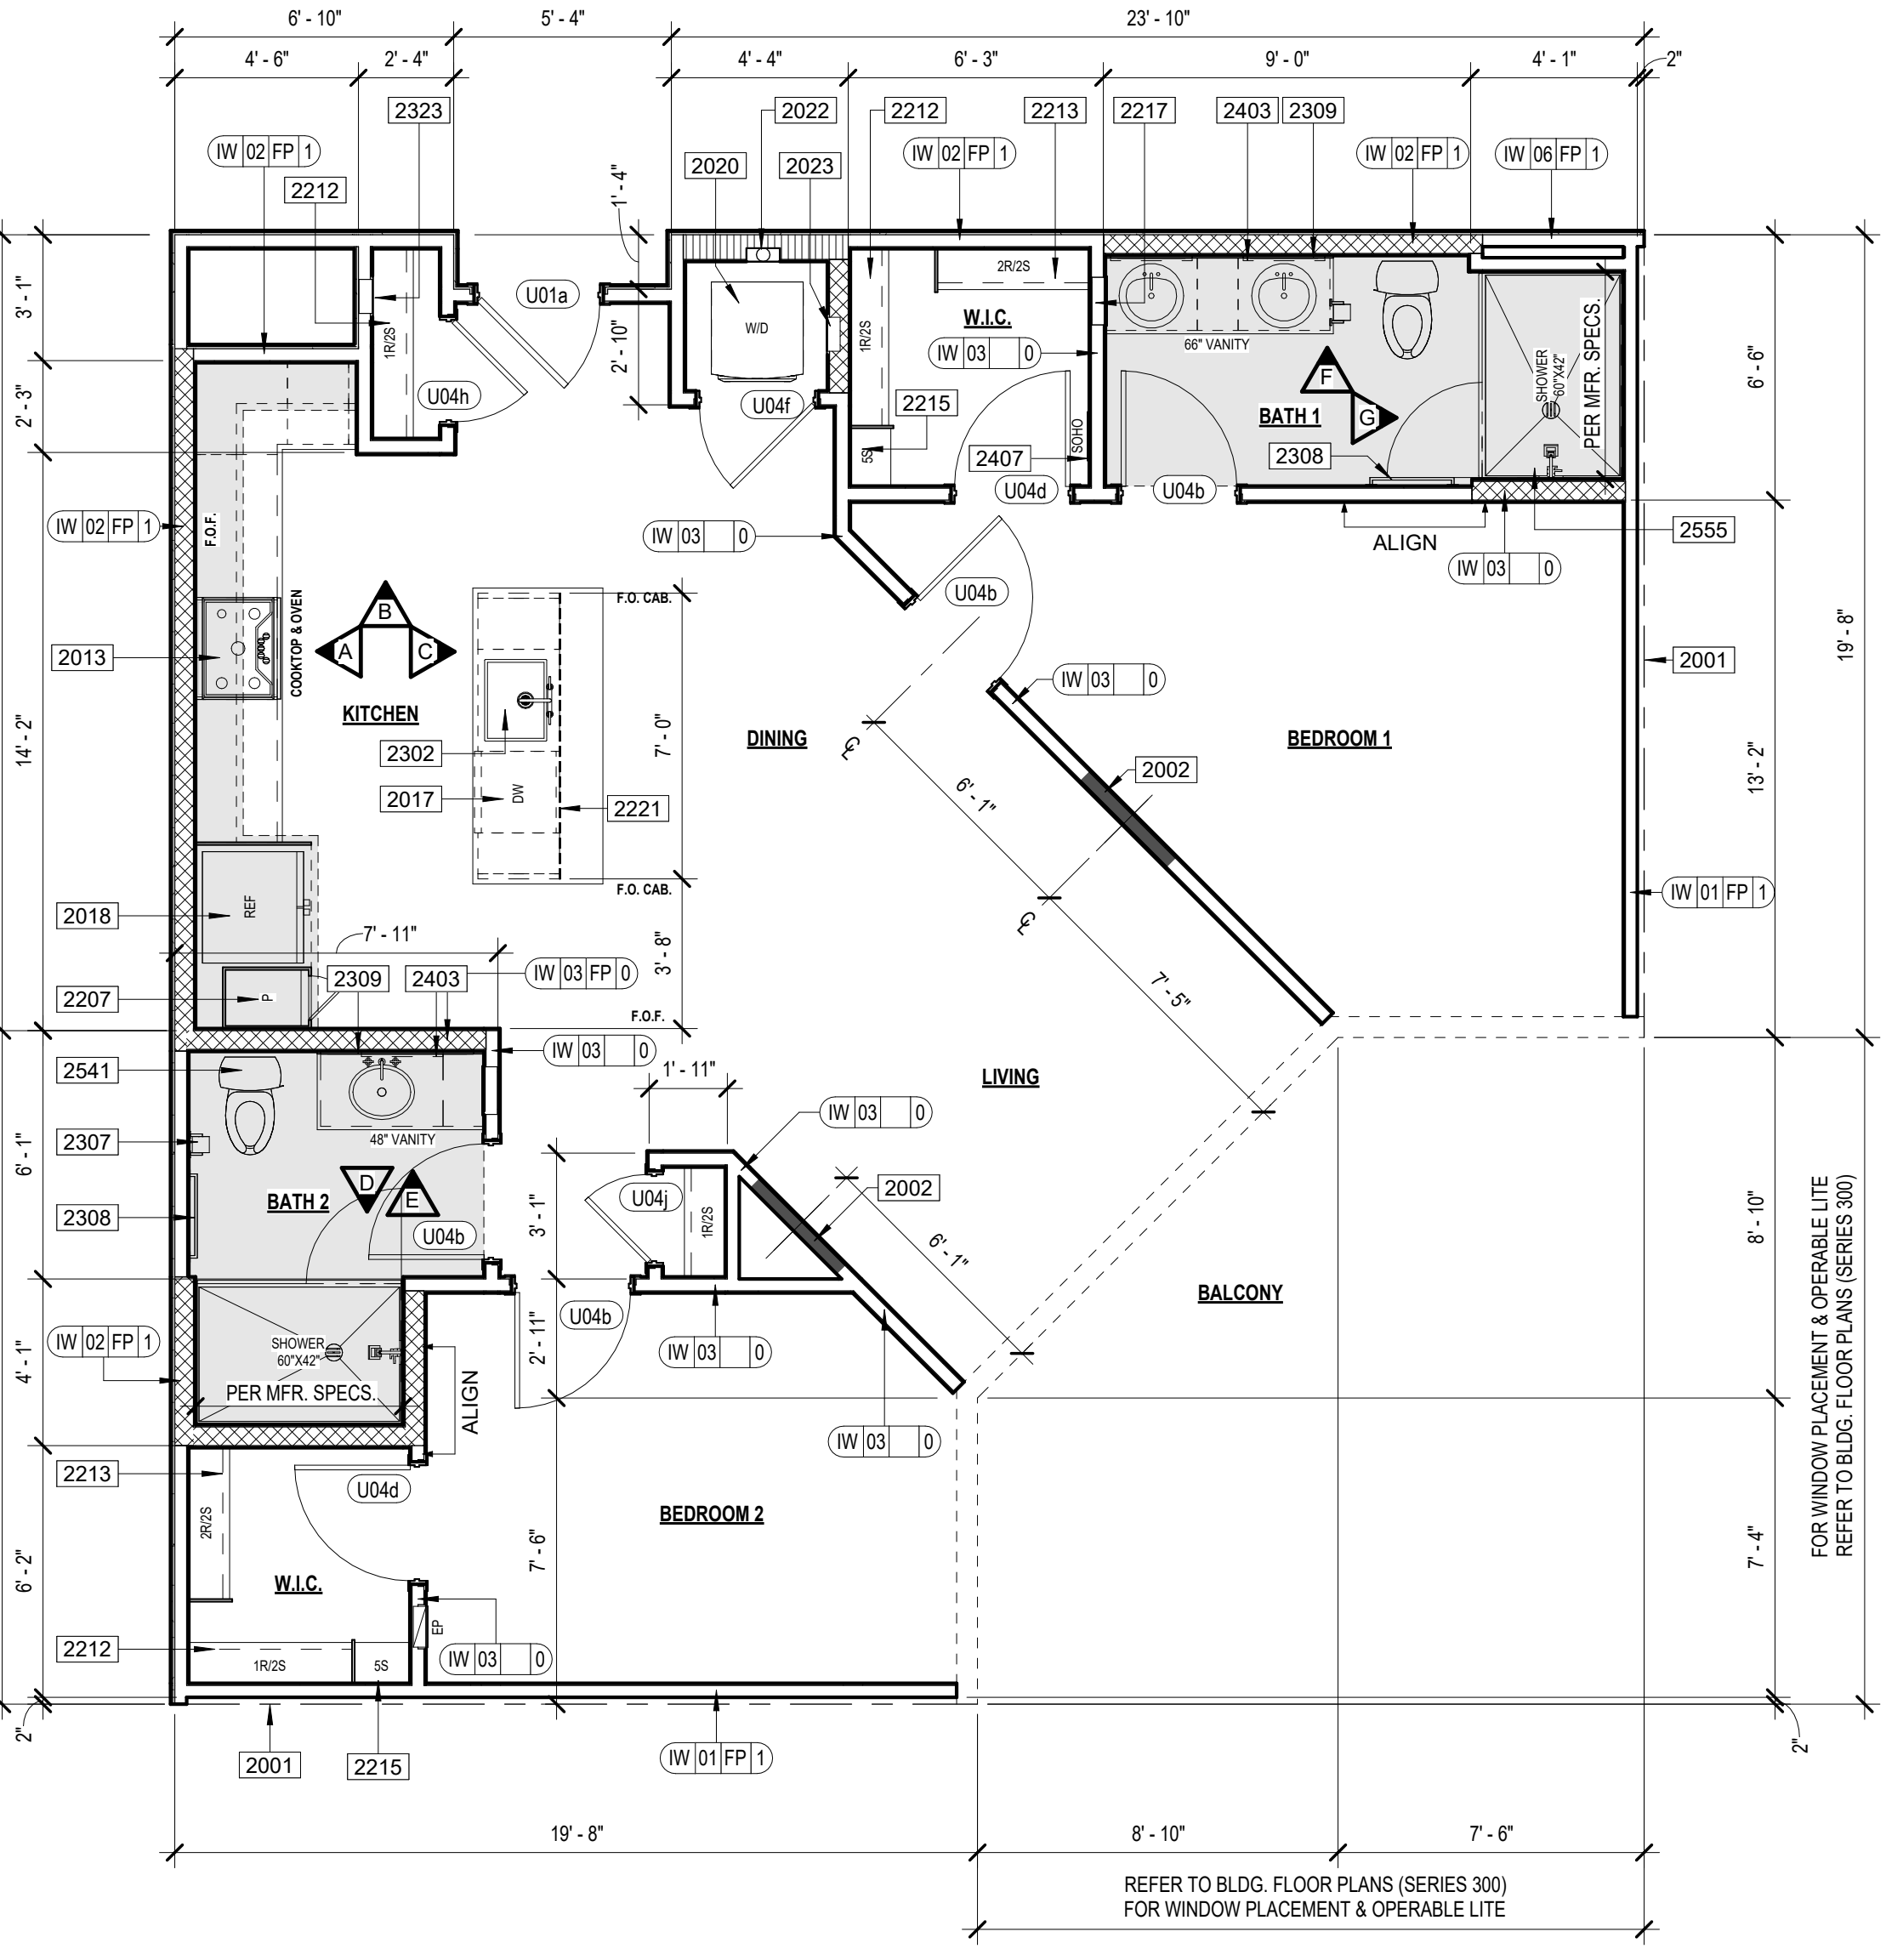 6' - 10"
5' - 4"
23' - 10"
4' - 6"
2' - 4"
4' - 4"
6' - 3"
9' - 0"
4' - 1"
2"
2323
2022
2212
2213
2217
2403
2309
IW 02 FP 1
2212
2020
2023
IW 02 FP 1
IW 02 FP 1
IW 06 FP 1
1' - 4"
3' - 1"
2' - 3"
2' - 10"
U01a
1R/2S
U04h
W/D
U04f
1R/2S
2R/2S
W.I.C.
IW 03 0
2215
5S
2407
SOHO
U04d
66" VANITY
BATH 1
F
G
2308
U04b
SHOWER
60"X42"
PER MFR. SPECS.
6' - 6"
19' - 8"
IW 02 FP 1
F.O.F.
IW 03 0
ALIGN
IW 03 0
2555
U04b
F.O. CAB.
COOKTOP & OVEN
2013
A
B
C
KITCHEN
2302
2017
DW
2221
7' - 0"
14' - 2"
DINING
IW 03 0
2001
BEDROOM 1
2002
13' - 2"
6' - 1"
℄
℄
F.O. CAB.
IW 01 FP 1
2018
REF
7' - 11"
3' - 8"
2309
2403
IW 03 FP 0
2207
P
F.O.F.
7' - 5"
IW 03 0
2541
1' - 11"
LIVING
2307
48" VANITY
IW 03 0
6' - 1"
D
E
BATH 2
2308
U04b
U04j
1R/2S
2002
3' - 1"
6' - 1"
8' - 10"
BALCONY
FOR WINDOW PLACEMENT & OPERABLE LITE
REFER TO BLDG. FLOOR PLANS (SERIES 300)
IW 02 FP 1
SHOWER
60"X42"
PER MFR. SPECS.
4' - 1"
ALIGN
U04b
2' - 11"
IW 03 0
IW 03 0
2213
2R/2S
U04d
BEDROOM 2
7' - 6"
6' - 2"
7' - 4"
W.I.C.
EP
2212
1R/2S
5S
IW 03 0
2"
2001
2215
IW 01 FP 1
2"
19' - 8"
8' - 10"
7' - 6"
REFER TO BLDG. FLOOR PLANS (SERIES 300)
FOR WINDOW PLACEMENT & OPERABLE LITE